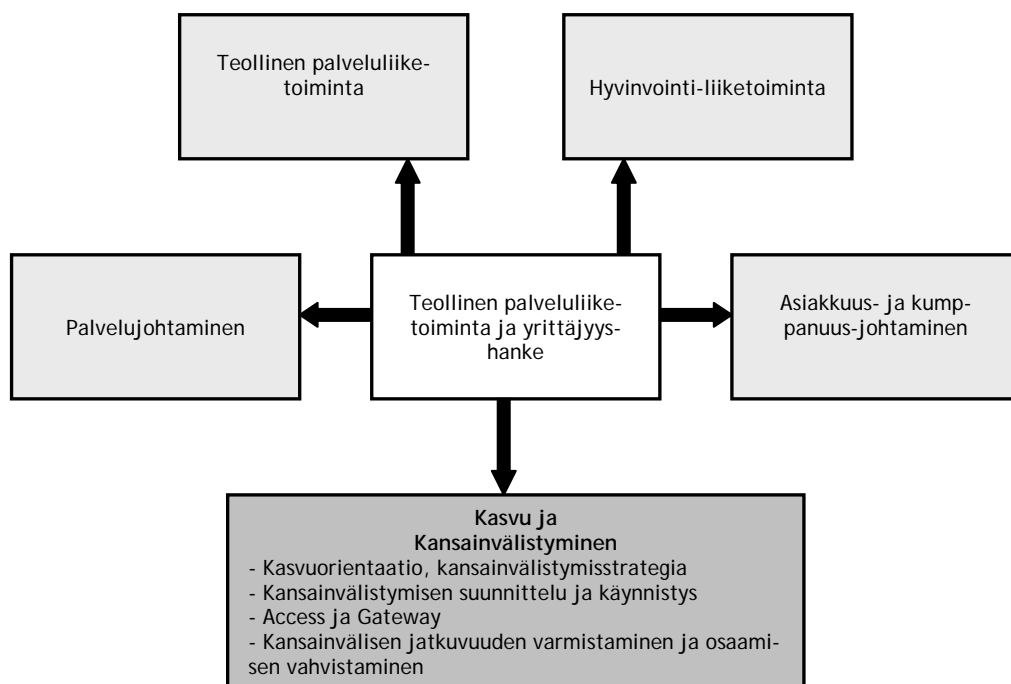 Teollinen palveluliike-
toiminta
Hyvinvointi-liiketoiminta
Palvelujohtaminen
Teollinen palveluliike-
toiminta ja yrittäjyys-
hanke
Asiakkuus- ja kump-
panuus-johtaminen
Kasvu ja
Kansainvälistyminen
- Kasvuorientaatio, kansainvälistymisstrategia
- Kansainvälistymisen suunnittelu ja käynnistys
- Access ja Gateway
- Kansainvälisen jatkuvuuden varmistaminen ja osaami-
sen vahvistaminen